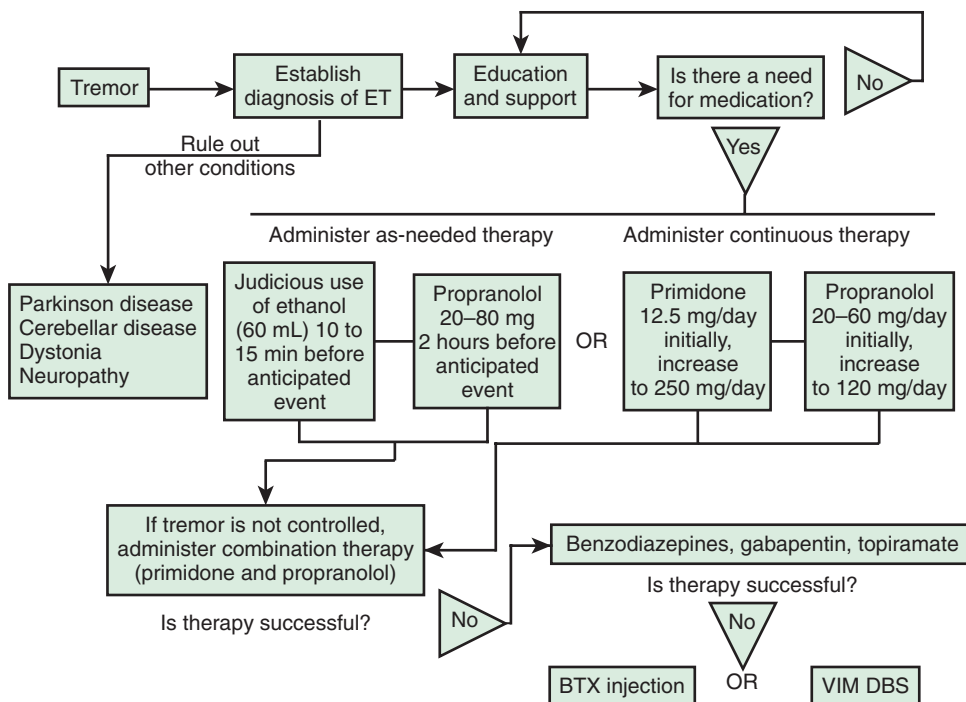 Tremor
Establish
diagnosis of ET
Education
and support
Is there a need
for medication?
No
Rule out
other conditions
Yes
Administer as-needed therapy
Administer continuous therapy
Parkinson disease
Cerebellar disease
Dystonia
Neuropathy
Judicious use
of ethanol
(60 mL) 10 to
15 min before
anticipated
event
Propranolol
20–80 mg
2 hours before
anticipated
event
OR
Primidone
12.5 mg/day
initially,
increase
to 250 mg/day
Propranolol
20–60 mg/day
initially,
increase
to 120 mg/day
If tremor is not controlled,
administer combination therapy
(primidone and propranolol)
Is therapy successful?
No
Benzodiazepines, gabapentin, topiramate
Is therapy successful?
No
BTX injection
OR
VIM DBS